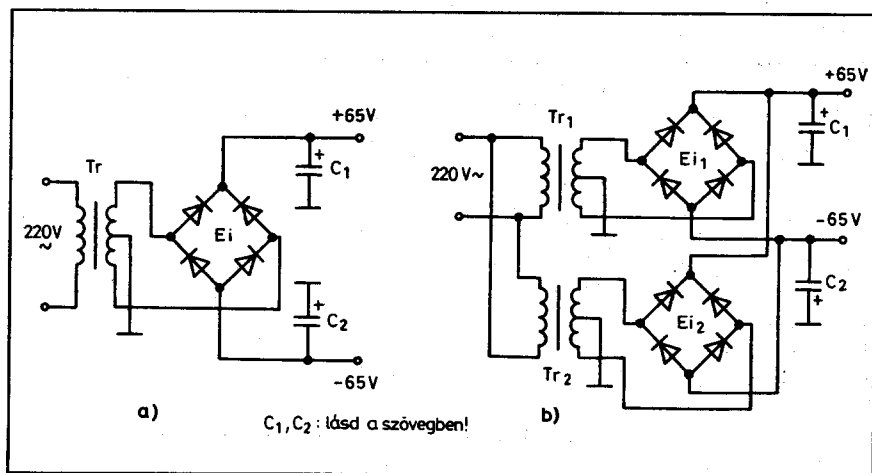 +65V
Tr
C₁
+
220V
~
Ei
+
C₂
-65V
a)
C₁, C₂ : lásd a szövegben!
+65V
Tr₁
+
C₁
Ei₁
220V~
-65V
C₂
+
Ei₂
Tr₂
b)